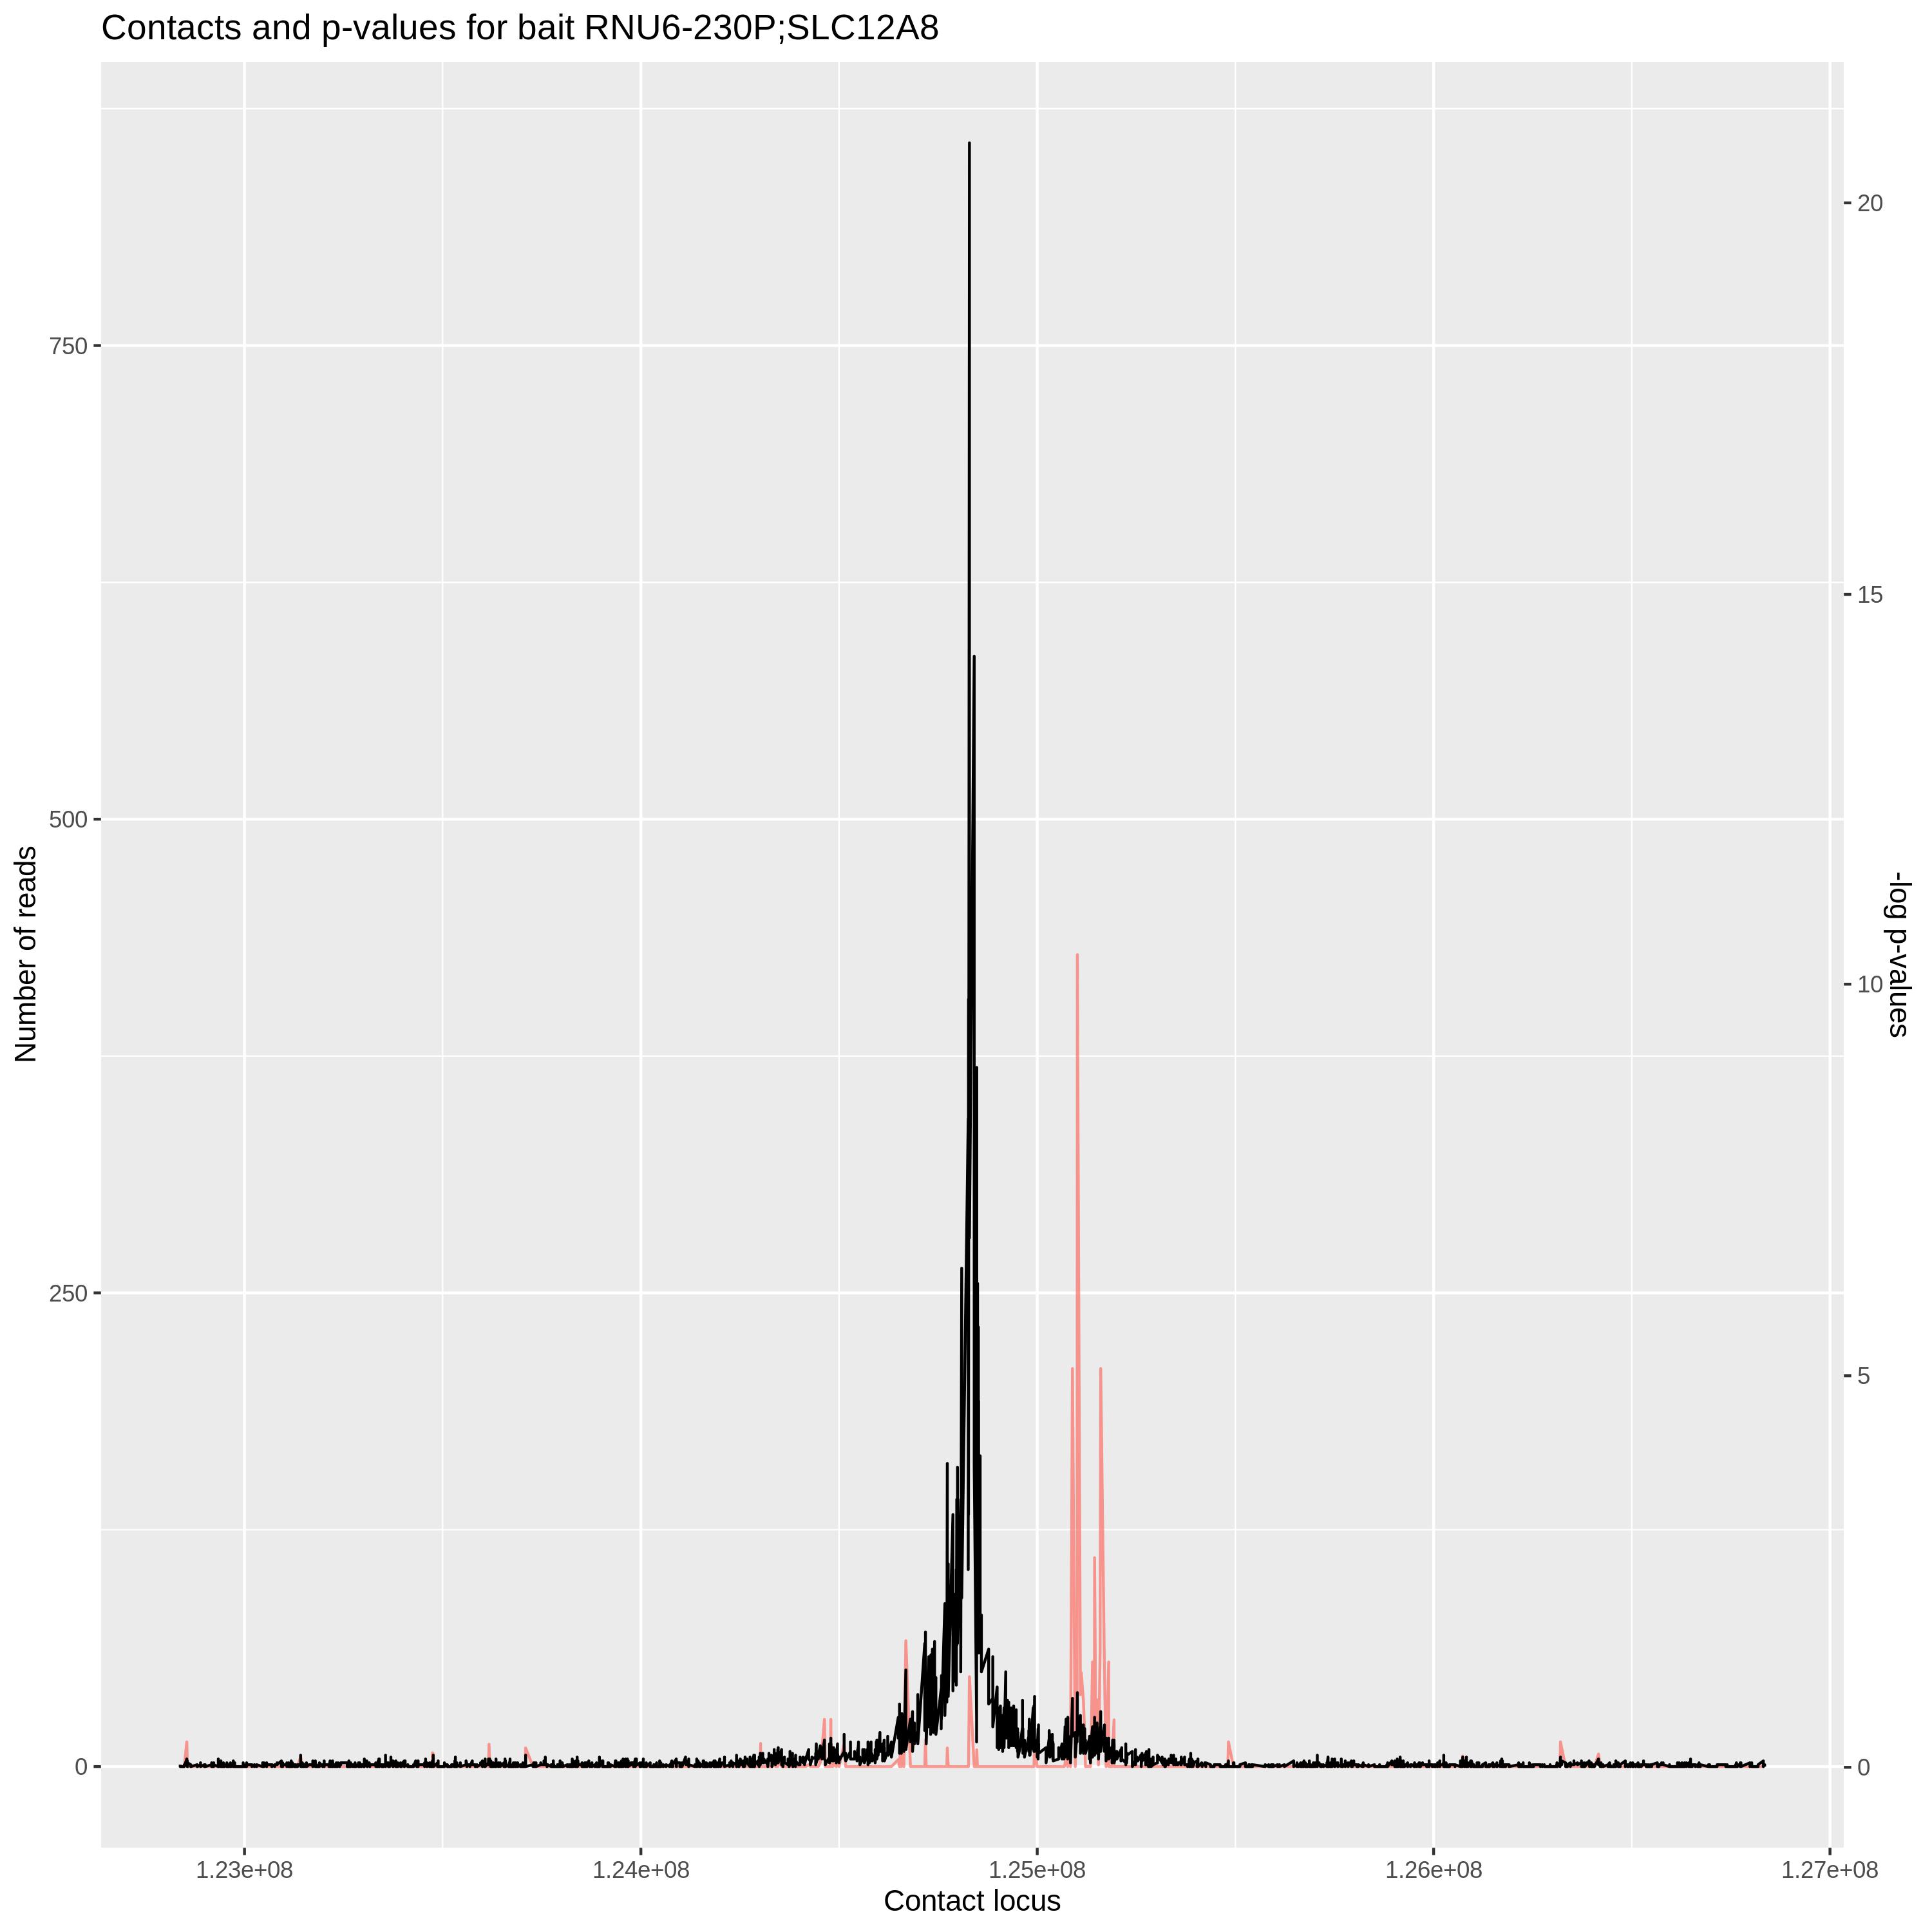 Contacts and p-values for bait RNU6-230P;SLC12A8
20
750
15
500
Number of reads
-log p-values
10
250
5
0
0
1.23e+08
1.24e+08
1.25e+08
1.26e+08
1.27e+08
Contact locus